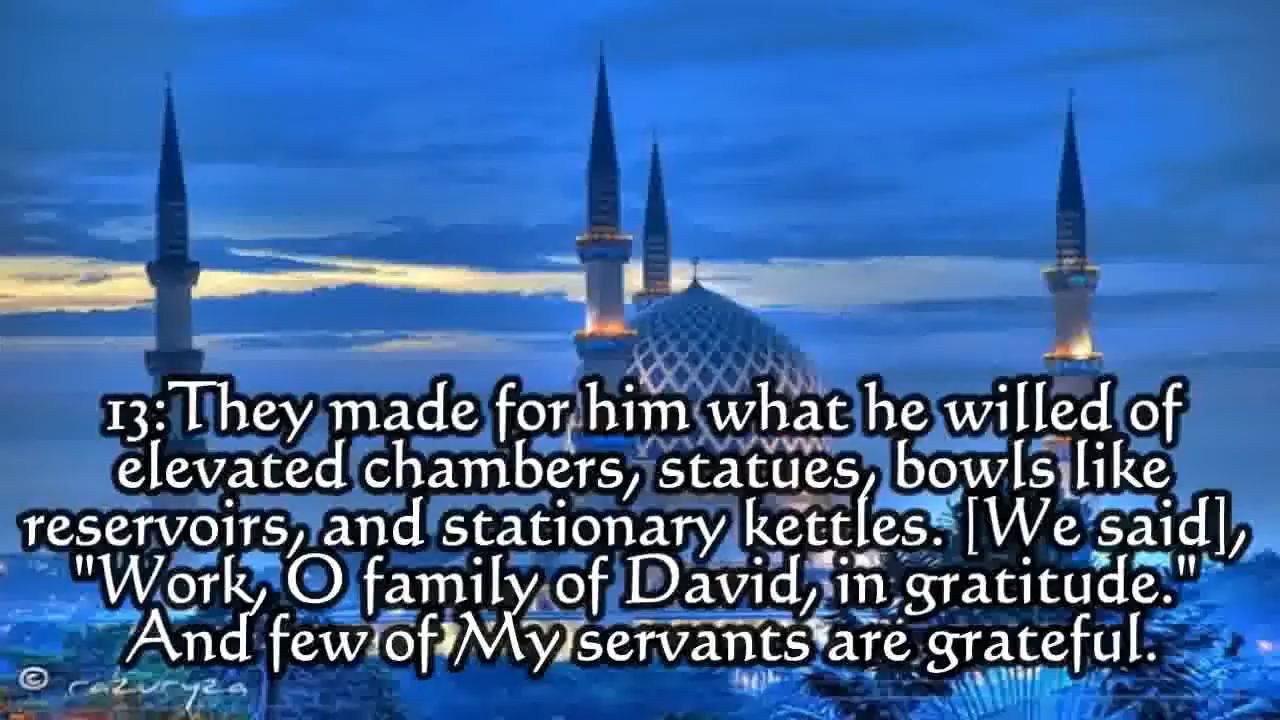 13:They made for him what he willed of
elevated chambers, statues, bowls like
reservoirs, and stationary kettles. [We said],
"Work, O family of David, in gratitude."
And few of My servants are grateful.
© razuryza